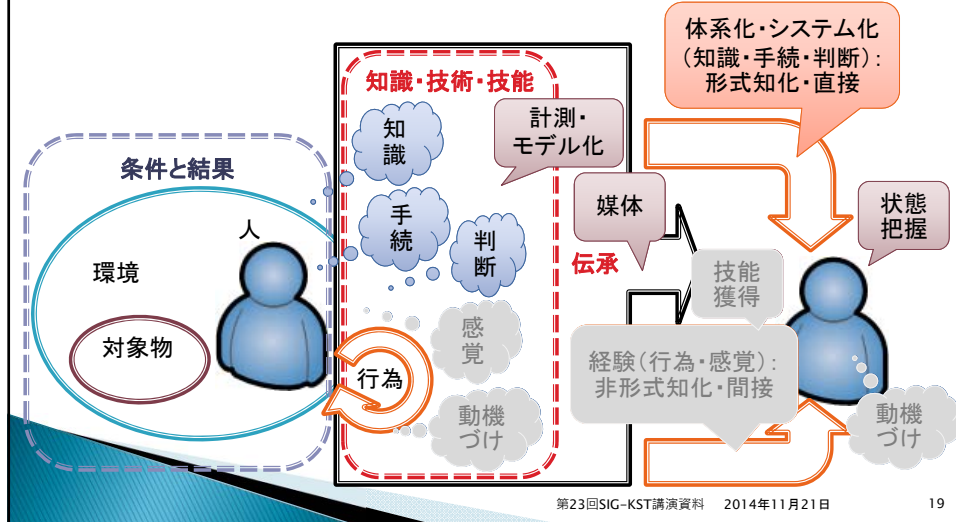 体系化・システム化
(知識・手続・判断):
形式知化・直接
知識・技術・技能
計測・
モデル化
知
識
条件と結果
手
続
判
断
人
環境
対象物
媒体
伝承
状態
把握
技能
獲得
感
覚
行為
経験(行為・感覚):
非形式知化・間接
動機
づけ
動機
づけ
第23回SIG-KST講演資料 2014年11月21日 19